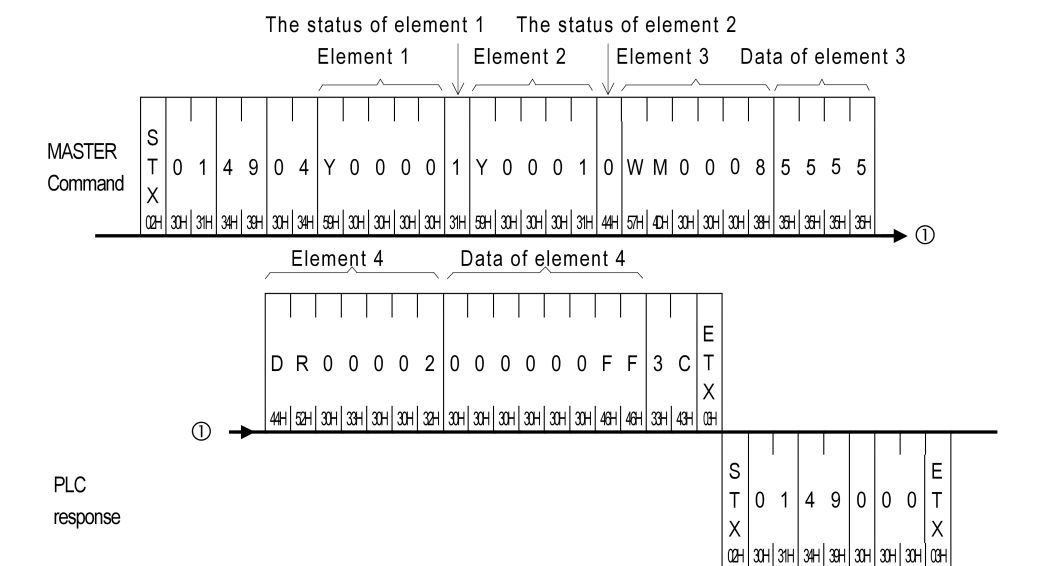 The status of element 1 The status of element 2
Element 1 Element 2 Element 3 Data of element 3
MASTER
Command
STX 0 1 4 9 0 4 Y 0 0 0 0 1 Y 0 0 0 1 0 W M 0 0 0 8 5 5 5 5
02H 30H 31H 34H 39H 30H 34H 59H 30H 30H 30H 30H 31H 59H 30H 30H 30H 31H 44H 57H 4DH 30H 30H 30H 38H 35H 35H 35H 35H
①
Element 4 Data of element 4
D R 0 0 0 0 2 0 0 0 0 0 0 F F 3 C ETX
44H 52H 30H 33H 30H 30H 32H 30H 30H 30H 30H 30H 30H 46H 46H 33H 43H 03H
①
PLC
response
STX 0 1 4 9 0 0 0 ETX
02H 30H 31H 34H 39H 30H 30H 30H 03H